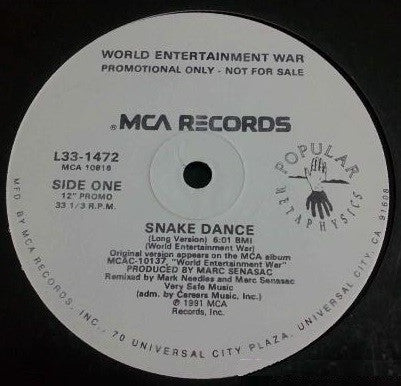 WORLD ENTERTAINMENT WAR
PROMOTIONAL ONLY - NOT FOR SALE
®MCA RECORDS
L33-1472
MCA 10818
SIDE ONE
12" PROMO
33 1/3 R.P.M.
POPULAR
METAPHYSICS
SNAKE DANCE
(Long Version) 6:01 BMI
(World Entertainment War)
Original version appears on the MCA album
MCAC-10137, "World Entertainment War"
PRODUCED BY MARC SENASAC
Remixed by Mark Needles and Marc Senasac
Very Safe Music
(adm. by Careers Music, Inc.)
℗ 1991 MCA
Records, Inc.
MFD. BY MCA RECORDS, INC., 70 UNIVERSAL CITY PLAZA, UNIVERSAL CITY, CA. 91608